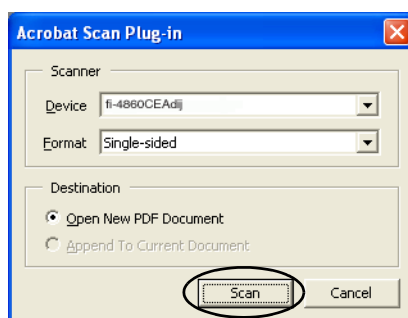 Acrobat Scan Plug-in
Scanner
Device fi-4860CEAdij
Format Single-sided
Destination
Open New PDF Document
Append To Current Document
Scan Cancel